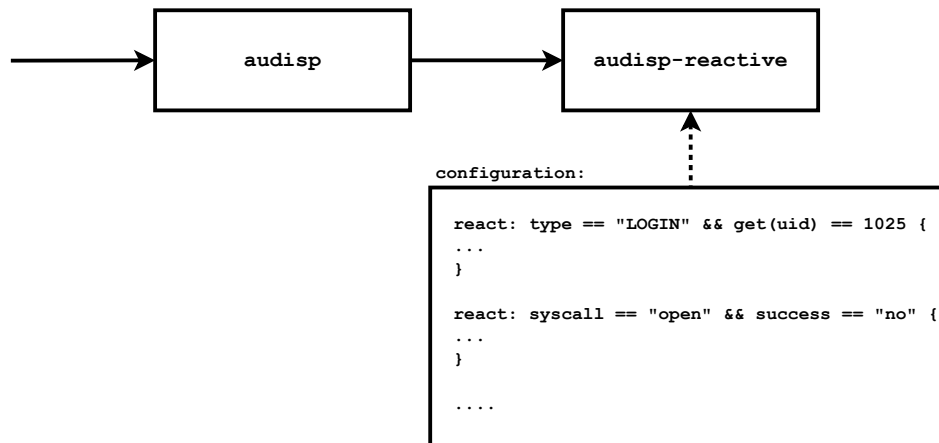 audisp
audisp-reactive
configuration:
react: type == "LOGIN" && get(uid) == 1025 {
...
}
react: syscall == "open" && success == "no" {
...
}
....